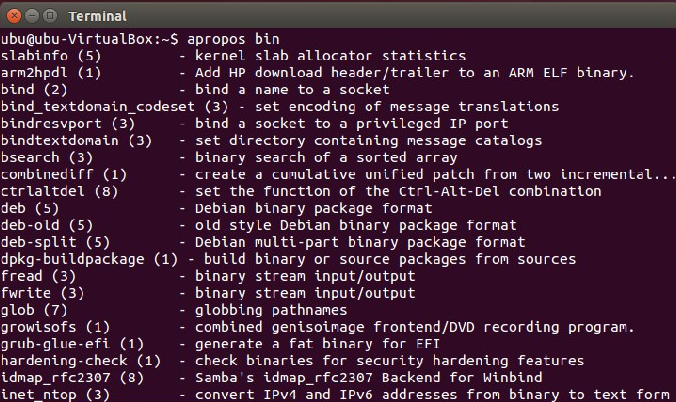 Terminal
ubu@ubu-VirtualBox:~$ apropos bin
slabinfo (5)         - kernel slab allocator statistics
arm2hpdl (1)         - Add HP download header/trailer to an ARM ELF binary.
bind (2)             - bind a name to a socket
bind_textdomain_codeset (3) - set encoding of message translations
bindresvport (3)     - bind a socket to a privileged IP port
bindtextdomain (3)   - set directory containing message catalogs
bsearch (3)          - binary search of a sorted array
combinediff (1)      - create a cumulative unified patch from two incremental...
ctrlaltdel (8)       - set the function of the Ctrl-Alt-Del combination
deb (5)              - Debian binary package format
deb-old (5)          - old style Debian binary package format
deb-split (5)        - Debian multi-part binary package format
dpkg-buildpackage (1) - build binary or source packages from sources
fread (3)            - binary stream input/output
fwrite (3)           - binary stream input/output
glob (7)             - globbing pathnames
growisofs (1)        - combined genisoimage frontend/DVD recording program.
grub-glue-efi (1)    - generate a fat binary for EFI
hardening-check (1)  - check binaries for security hardening features
idmap_rfc2307 (8)    - Samba's idmap_rfc2307 Backend for Winbind
inet_ntop (3)        - convert IPv4 and IPv6 addresses from binary to text form